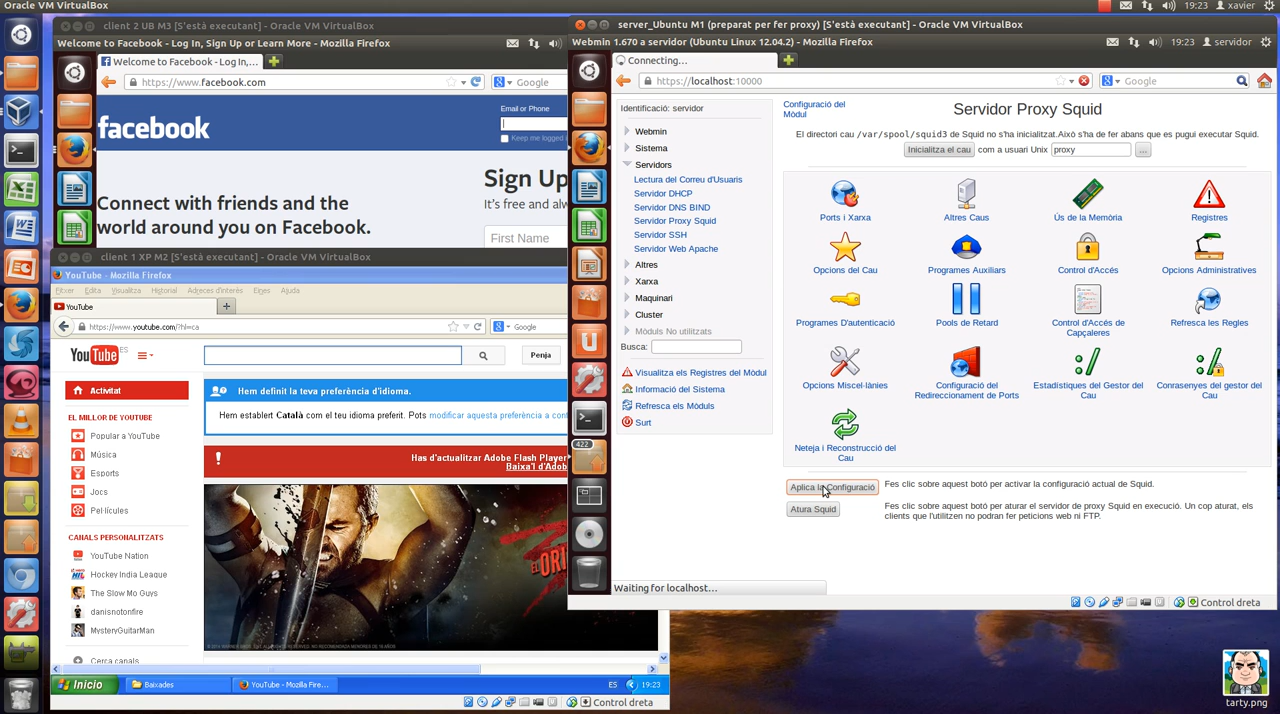 Oracle VM VirtualBox
19:23
xavier
client 2 UB M3 [S'està executant] - Oracle VM VirtualBox
Welcome to Facebook - Log In, Sign Up or Learn More - Mozilla Firefox
Welcome to Facebook - Log In,...
https://www.facebook.com
Google
facebook
Email or Phone
Keep me logged i
Sign Up
It's free and alw
Connect with friends and the
world around you on Facebook.
First Name
client 1 XP M2 [S'està executant] - Oracle VM VirtualBox
YouTube - Mozilla Firefox
Fitxer Edita Visualitza Historial Adreces d'interès Eines Ajuda
YouTube
https://www.youtube.com/?hl=ca
Google
YouTube ES
Penja
Activitat
EL MILLOR DE YOUTUBE
Popular a YouTube
Música
Esports
Jocs
Pel·lícules
CANALS PERSONALITZATS
YouTube Nation
Hockey India League
The Slow Mo Guys
danisnotonfire
MysteryGuitarMan
Cerca canals
Hem definit la teva preferència d'idioma.
Hem establert Català com el teu idioma preferit. Pots modificar aquesta preferència a cont
Has d'actualitzar Adobe Flash Player
Baixa'l d'Adob
EL ORI
Inicio
Baixades
YouTube - Mozilla Fire...
ES
19:23
Control dreta
server_Ubuntu M1 (preparat per fer proxy) [S'està executant] - Oracle VM VirtualBox
Webmin 1.670 a servidor (Ubuntu Linux 12.04.2) - Mozilla Firefox
19:23
servidor
Connecting...
https://localhost:10000
Google
422
Identificació: servidor
Webmin
Sistema
Servidors
Lectura del Correu d'Usuaris
Servidor DHCP
Servidor DNS BIND
Servidor Proxy Squid
Servidor SSH
Servidor Web Apache
Altres
Xarxa
Maquinari
Cluster
Mòduls No utilitzats
Busca:
Visualitza els Registres del Mòdul
Informació del Sistema
Refresca els Mòduls
Surt
Configuració del
Mòdul
Servidor Proxy Squid
El directori cau /var/spool/squid3 de Squid no s'ha inicialitzat.Això s'ha de fer abans que es pugui executar Squid.
Inicialitza el cau com a usuari Unix proxy ...
Ports i Xarxa
Altres Caus
Ús de la Memòria
Registres
Opcions del Cau
Programes Auxiliars
Control d'Accés
Opcions Administratives
Programes D'autenticació
Pools de Retard
Control d'Accés de
Capçaleres
Refresca les Regles
Opcions Miscel·lànies
Configuració del
Redireccionament de Ports
Estadístiques del Gestor del
Cau
Conrasenyes del gestor del
Cau
Neteja i Reconstrucció del
Cau
Aplica la Configuració
Fes clic sobre aquest botó per activar la configuració actual de Squid.
Atura Squid
Fes clic sobre aquest botó per aturar el servidor de proxy Squid en execució. Un cop aturat, els
clients que l'utilitzen no podran fer peticions web ni FTP.
Waiting for localhost...
Control dreta
tarty.png